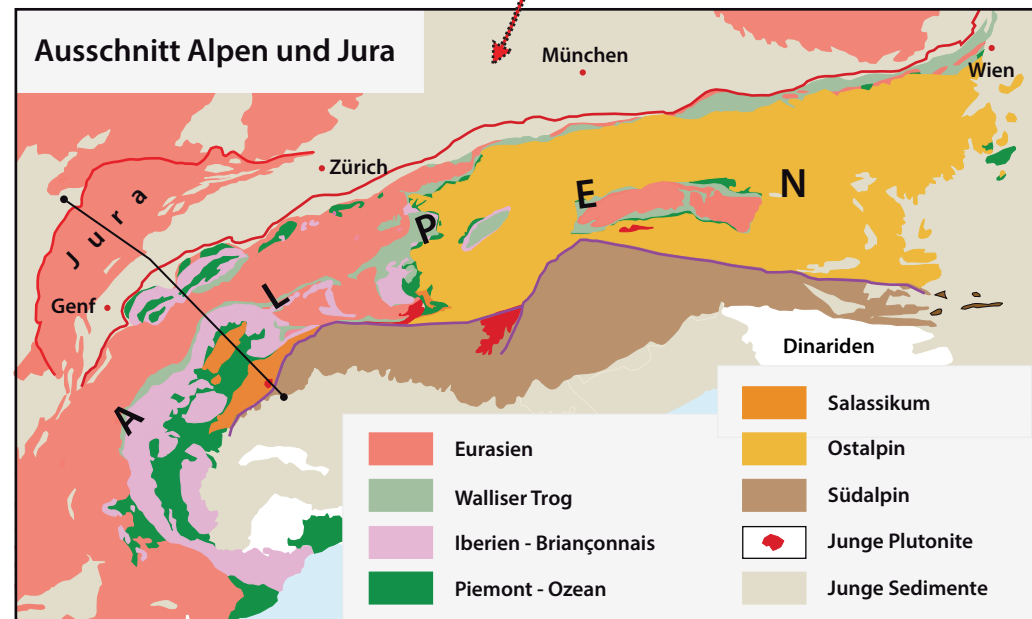 Ausschnitt Alpen und Jura
München
Wien
Zürich
Jura
Genf
A L P E N
Dinariden
Eurasien
Walliser Trog
Iberien - Briançonnais
Piemont - Ozean
Salassikum
Ostalpin
Südalpin
Junge Plutonite
Junge Sedimente